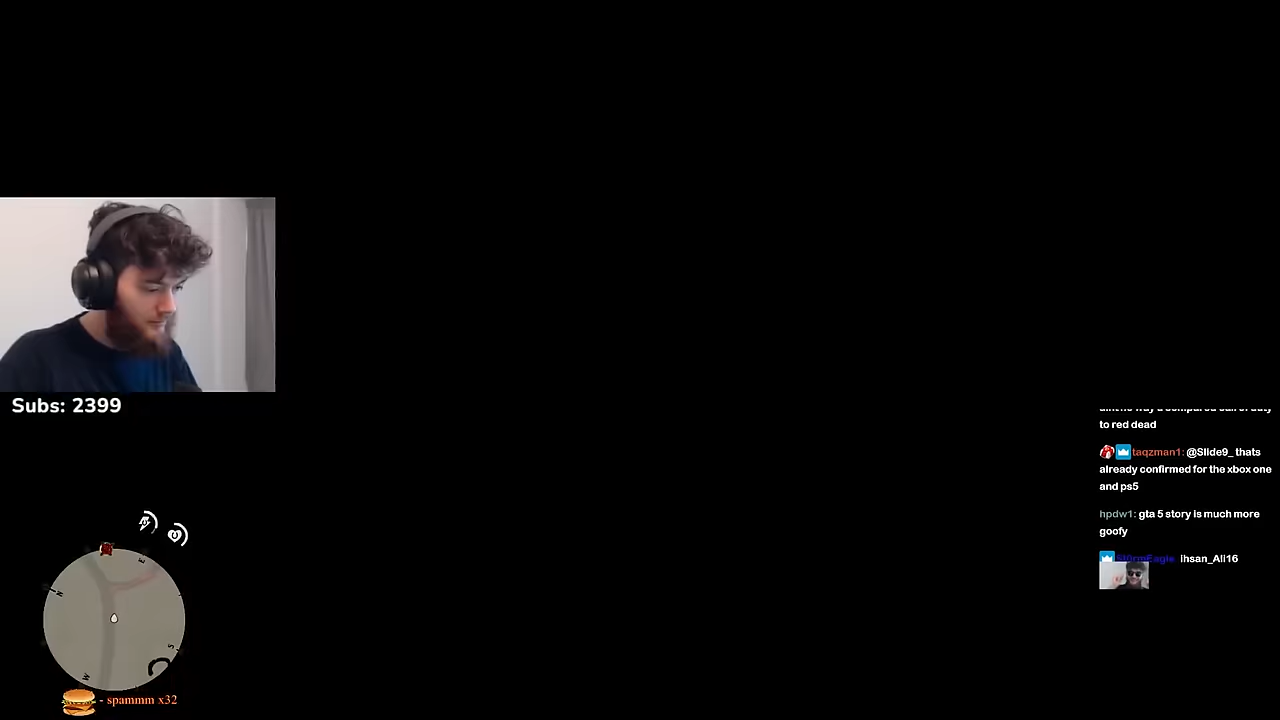 Subs: 2399
to red dead
taqzman1: @Slide9_ thats
already confirmed for the xbox one
and ps5
hpdw1: gta 5 story is much more
goofy
St0rmEagle ihsan_Ali16
N
E
S
W
- spammm x32